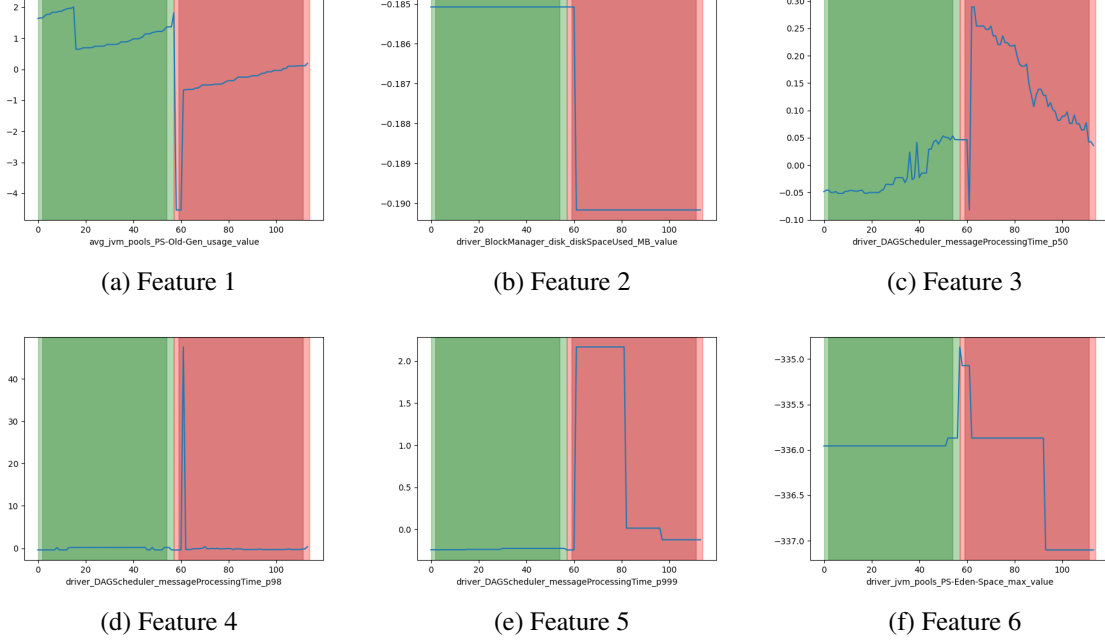 2
1
0
−1
−2
−3
−4
0 20 40 60 80 100
avg_jvm_pools_PS-Old-Gen_usage_value
(a) Feature 1
−0.185
−0.186
−0.187
−0.188
−0.189
−0.190
0 20 40 60 80 100
driver_BlockManager_disk_diskSpaceUsed_MB_value
(b) Feature 2
0.30
0.25
0.20
0.15
0.10
0.05
0.00
−0.05
−0.10
0 20 40 60 80 100
driver_DAGScheduler_messageProcessingTime_p50
(c) Feature 3
40
30
20
10
0
0 20 40 60 80 100
driver_DAGScheduler_messageProcessingTime_p98
(d) Feature 4
2.0
1.5
1.0
0.5
0.0
0 20 40 60 80 100
driver_DAGScheduler_messageProcessingTime_p999
(e) Feature 5
−335.0
−335.5
−336.0
−336.5
−337.0
0 20 40 60 80 100
driver_jvm_pools_PS-Eden-Space_max_value
(f) Feature 6